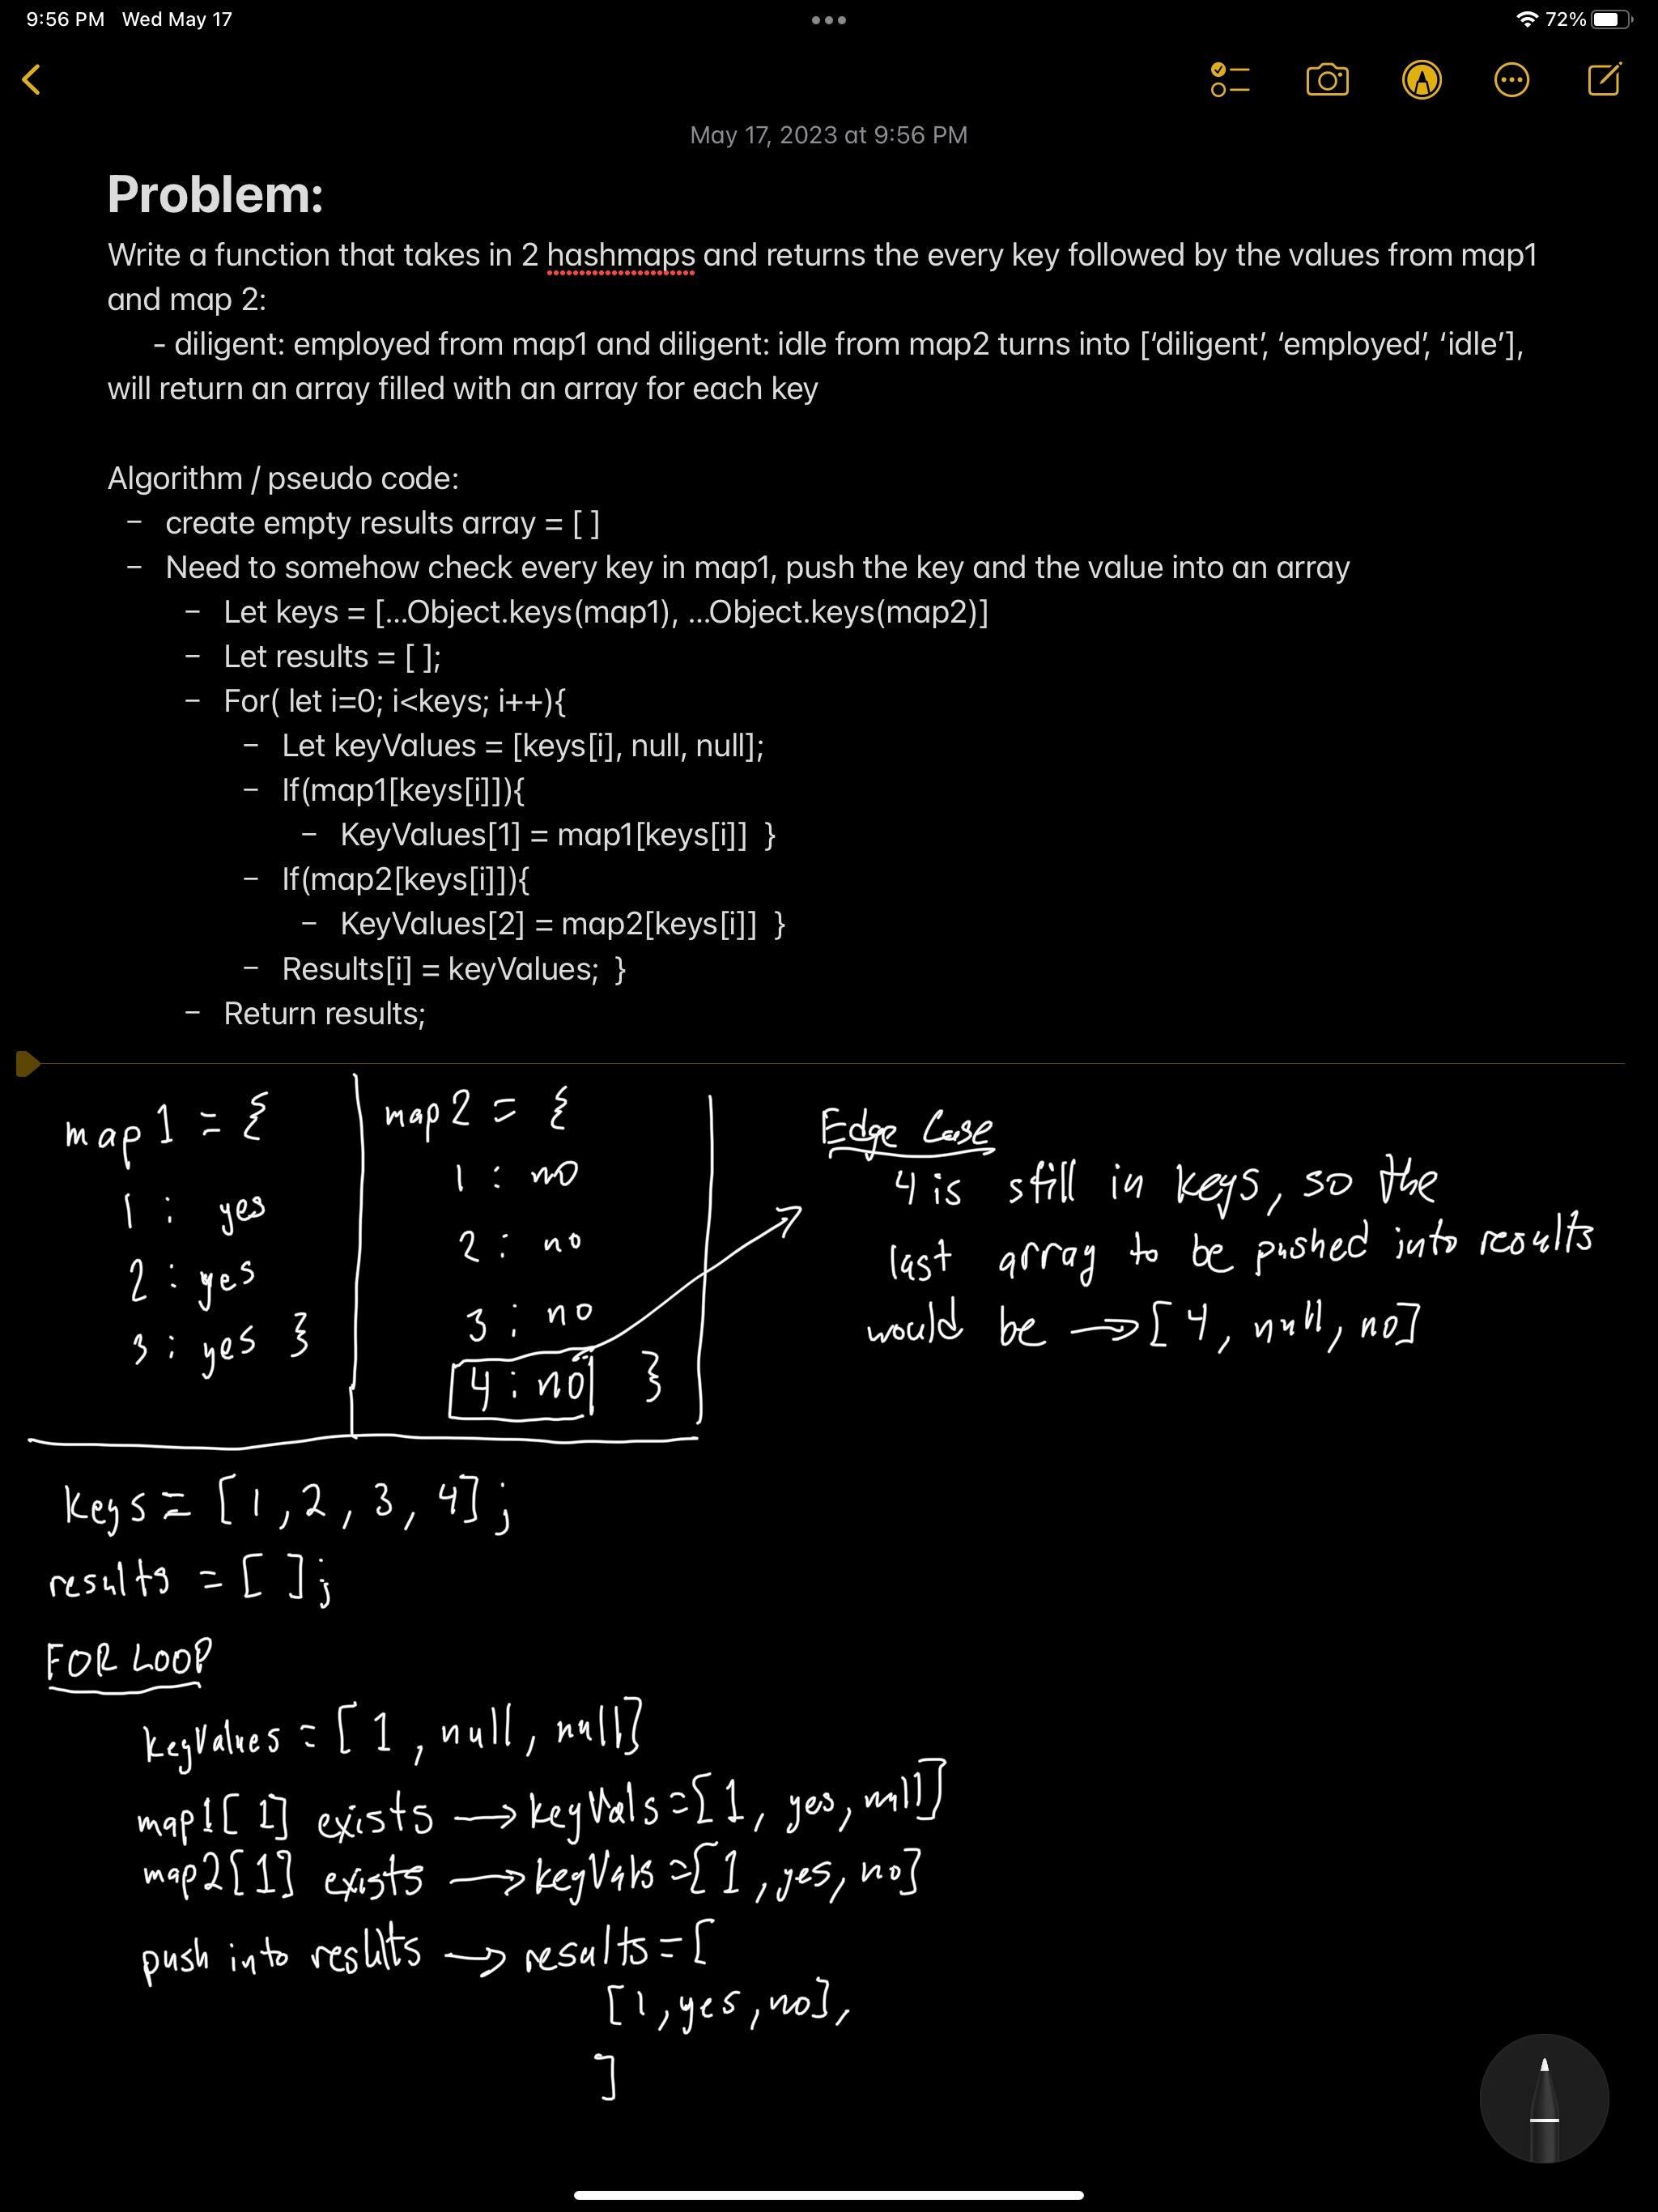 9:56 PM Wed May 17
72%
May 17, 2023 at 9:56 PM
Problem:
Write a function that takes in 2 hashmaps and returns the every key followed by the values from map1
and map 2:
- diligent: employed from map1 and diligent: idle from map2 turns into [‘diligent’, ‘employed’, ‘idle’],
will return an array filled with an array for each key
Algorithm / pseudo code:
– create empty results array = [ ]
– Need to somehow check every key in map1, push the key and the value into an array
– Let keys = [...Object.keys(map1), ...Object.keys(map2)]
– Let results = [ ];
– For( let i=0; i<keys; i++){
– Let keyValues = [keys[i], null, null];
– If(map1[keys[i]]){
– KeyValues[1] = map1[keys[i]] }
– If(map2[keys[i]]){
– KeyValues[2] = map2[keys[i]] }
– Results[i] = keyValues; }
– Return results;
map1 = {
1 : yes
2 : yes
3 : yes }
map2 = {
1 : no
2 : no
3 : no
4 : no }
Edge Case
4 is still in keys, so the
last array to be pushed into results
would be → [4, null, no]
keys = [1, 2, 3, 4];
results = [ ];
FOR LOOP
keyValues = [1, null, null]
map1[1] exists → keyVals = [1, yes, null]
map2[1] exists → keyVals = [1, yes, no]
push into results → results = [
[1, yes, no],
]